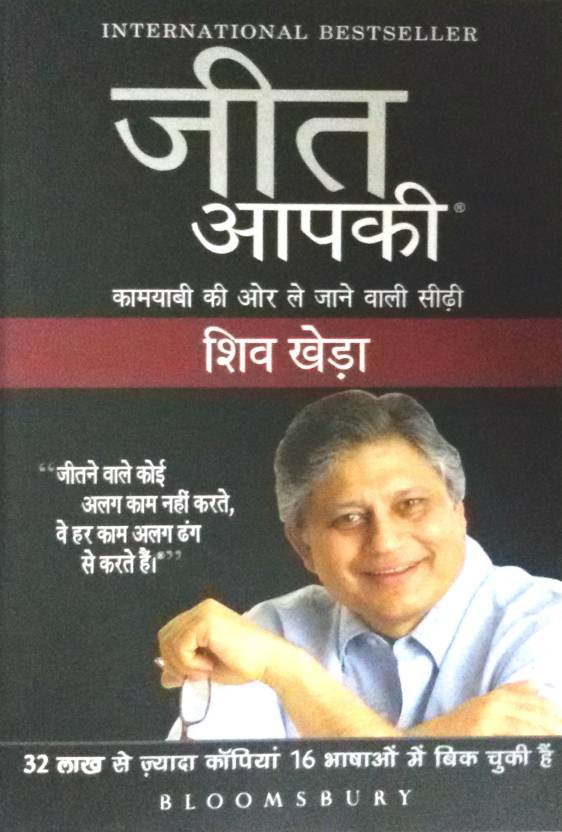 INTERNATIONAL BESTSELLER
जीत
आपकी®
कामयाबी की ओर ले जाने वाली सीढ़ी
शिव खेड़ा
“जीतने वाले कोई
अलग काम नहीं करते,
वे हर काम अलग ढंग
से करते हैं।®”
32 लाख से ज़्यादा कॉपियां 16 भाषाओं में बिक चुकी हैं
BLOOMSBURY